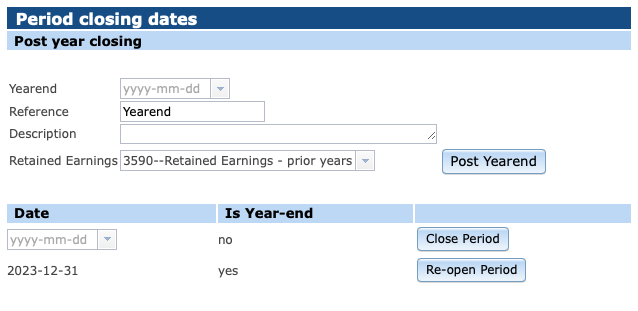 Period closing dates
Post year closing
Yearend yyyy-mm-dd
Reference Yearend
Description
Retained Earnings 3590--Retained Earnings - prior years Post Yearend
Date Is Year-end
yyyy-mm-dd no Close Period
2023-12-31 yes Re-open Period